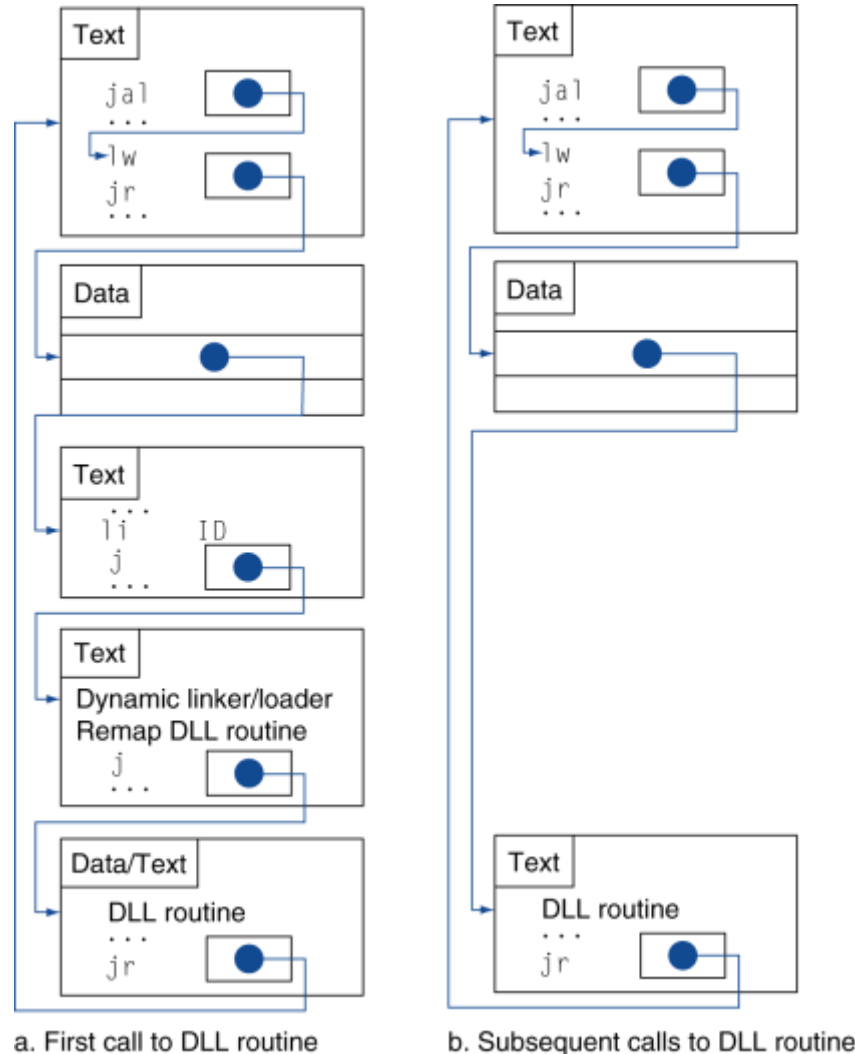 Text
jal
...
lw
jr
...
Data
Text
...
li ID
j
...
Text
Dynamic linker/loader
Remap DLL routine
j
...
Data/Text
DLL routine
...
jr
a. First call to DLL routine
Text
jal
...
lw
jr
...
Data
Text
DLL routine
...
jr
b. Subsequent calls to DLL routine